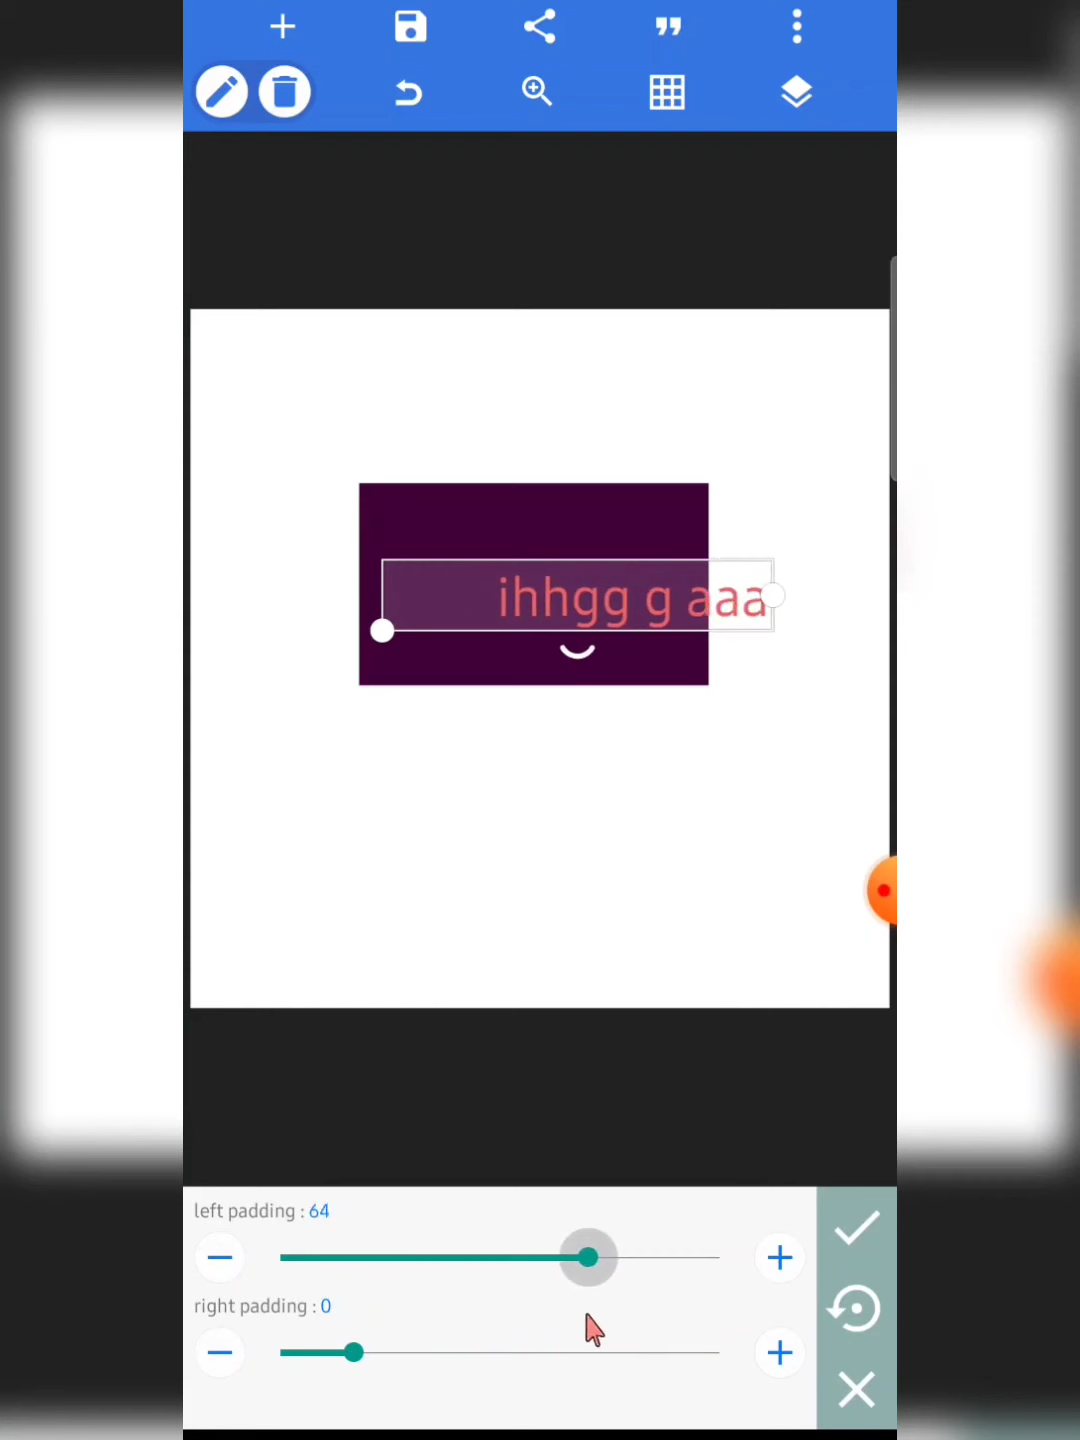 ihhgg g aaa
left padding : 64
right padding : 0